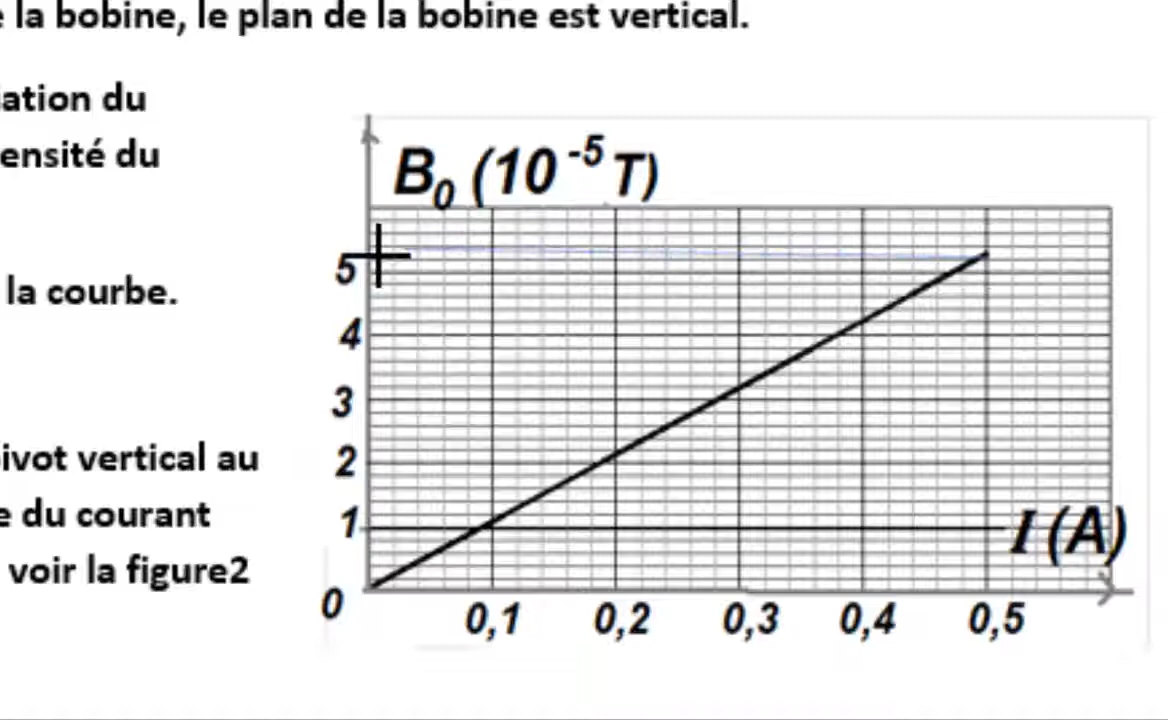 la bobine, le plan de la bobine est vertical.
ation du
ensité du
la courbe.
ivot vertical au
e du courant
voir la figure2
B₀ (10⁻⁵ T)
5
4
3
2
1
0
I (A)
0,1 0,2 0,3 0,4 0,5